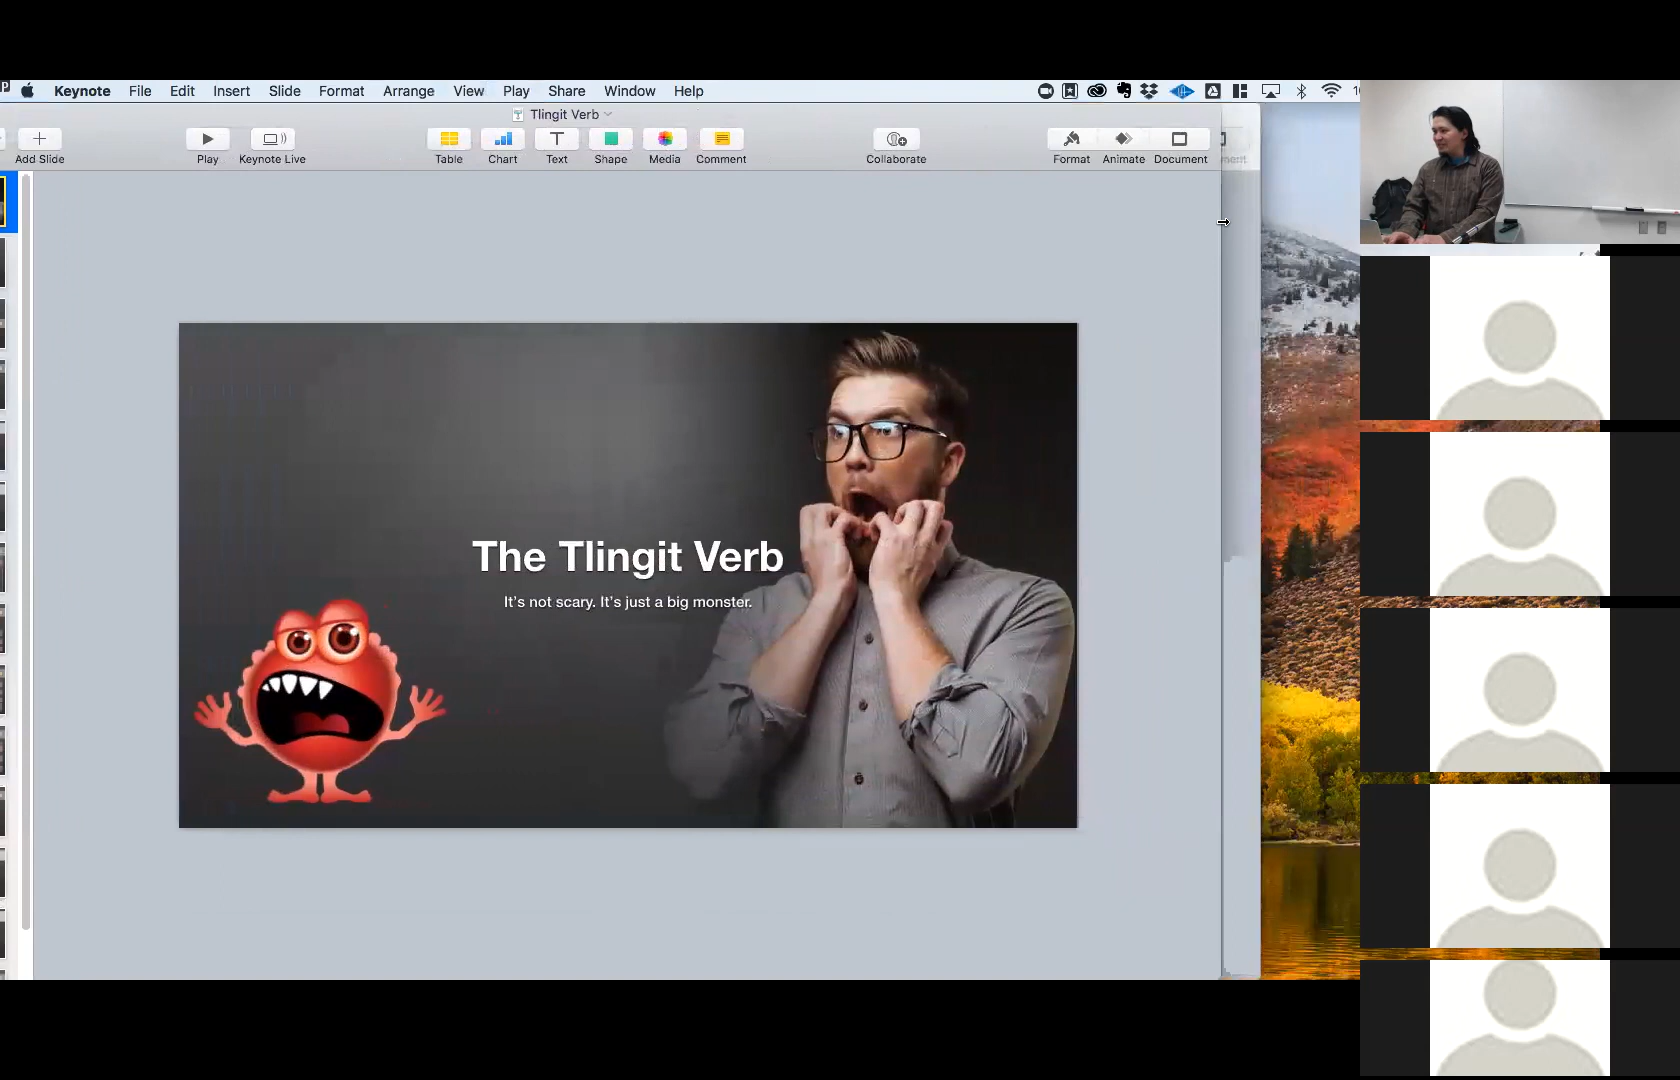 Keynote File Edit Insert Slide Format Arrange View Play Share Window Help
Tlingit Verb
Add Slide Play Keynote Live Table Chart Text Shape Media Comment Collaborate Format Animate Document
The Tlingit Verb
It's not scary. It's just a big monster.